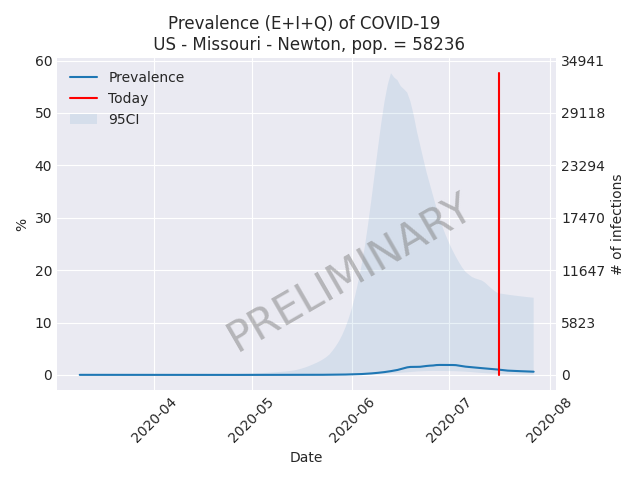 Prevalence (E+I+Q) of COVID-19
US - Missouri - Newton, pop. = 58236
Prevalence
Today
95CI
60
50
40
30
20
10
0
%
34941
29118
23294
17470
11647
5823
0
# of infections
PRELIMINARY
2020-04
2020-05
2020-06
2020-07
2020-08
Date